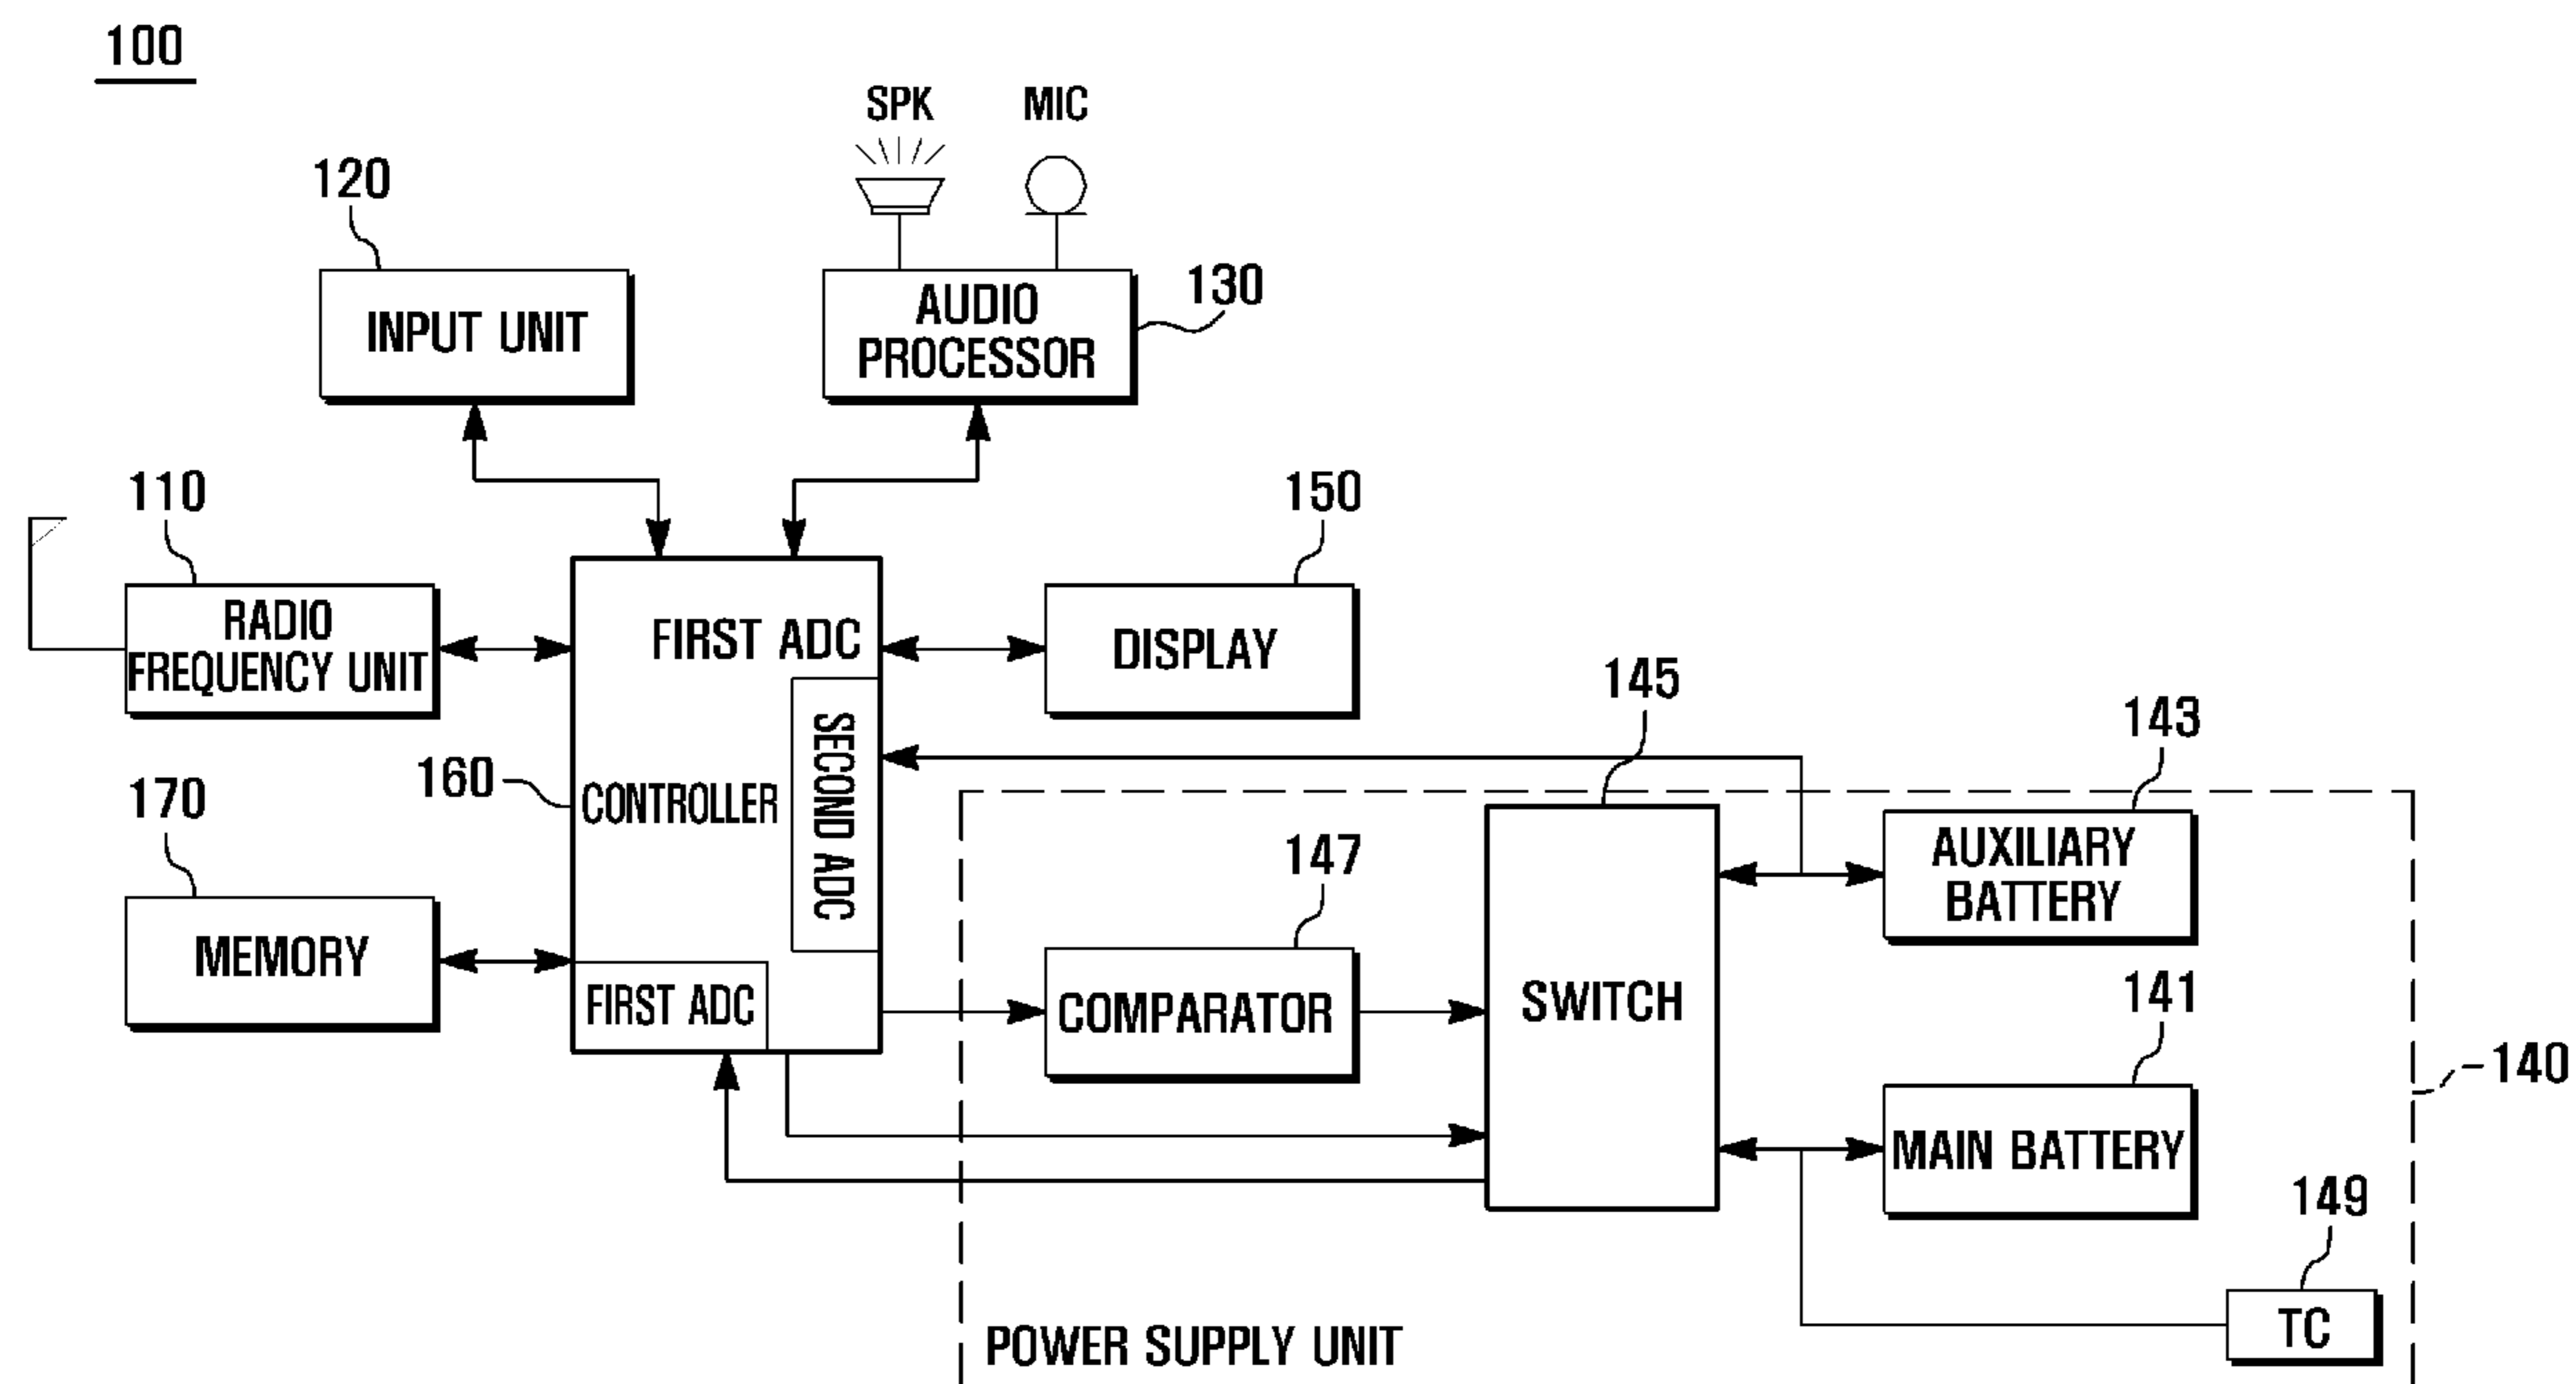 100
SPK
MIC
120
INPUT UNIT
AUDIO
PROCESSOR
130
110
RADIO
FREQUENCY UNIT
FIRST ADC
150
DISPLAY
145
143
170
160
CONTROLLER
SECOND ADC
147
AUXILIARY
BATTERY
MEMORY
FIRST ADC
COMPARATOR
SWITCH
141
140
MAIN BATTERY
149
TC
POWER SUPPLY UNIT